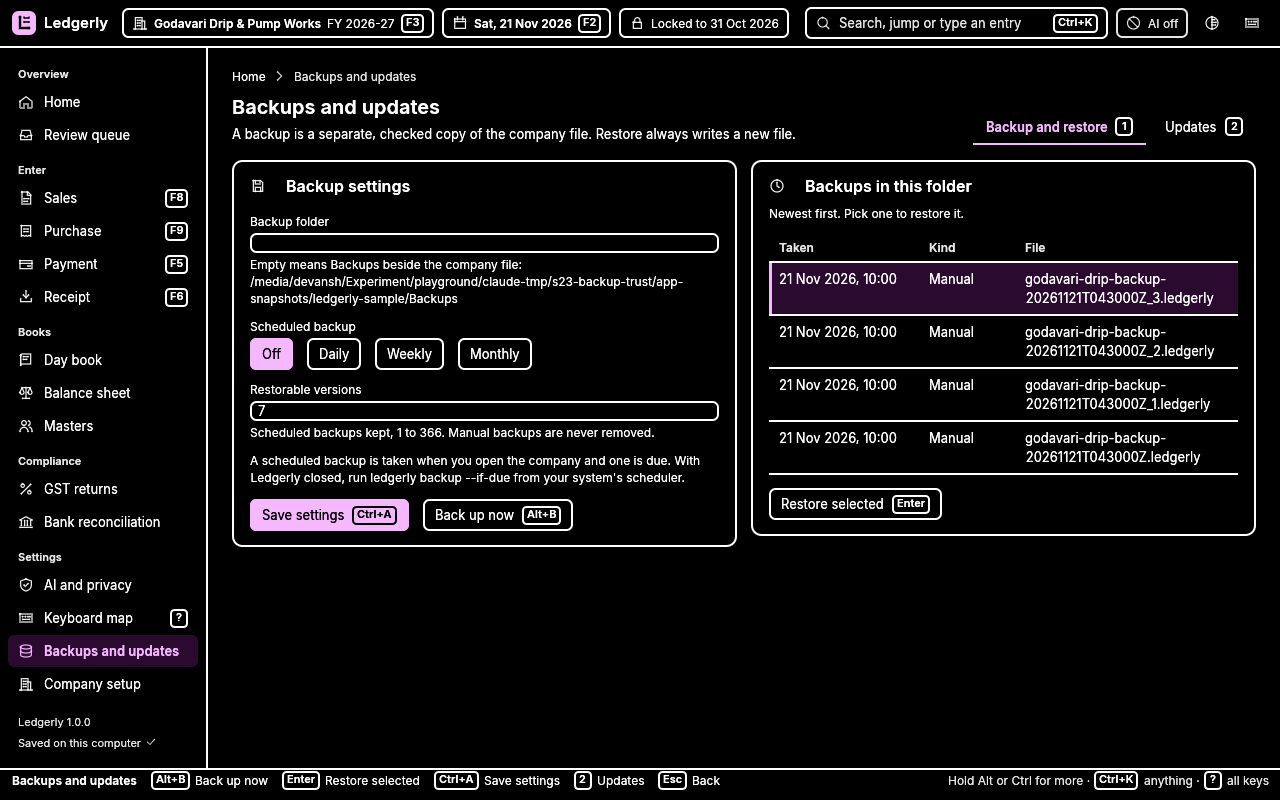 Ledgerly
Godavari Drip & Pump Works FY 2026-27 F3
Sat, 21 Nov 2026 F2
Locked to 31 Oct 2026
Search, jump or type an entry Ctrl+K
AI off
Overview
Home
Review queue
Enter
Sales F8
Purchase F9
Payment F5
Receipt F6
Books
Day book
Balance sheet
Masters
Compliance
GST returns
Bank reconciliation
Settings
AI and privacy
Keyboard map ?
Backups and updates
Company setup
Ledgerly 1.0.0
Saved on this computer
Home > Backups and updates
Backups and updates
A backup is a separate, checked copy of the company file. Restore always writes a new file.
Backup and restore 1
Updates 2
Backup settings
Backup folder
Empty means Backups beside the company file:
/media/devansh/Experiment/playground/claude-tmp/s23-backup-trust/app-
snapshots/ledgerly-sample/Backups
Scheduled backup
Off Daily Weekly Monthly
Restorable versions
7
Scheduled backups kept, 1 to 366. Manual backups are never removed.
A scheduled backup is taken when you open the company and one is due. With
Ledgerly closed, run ledgerly backup --if-due from your system's scheduler.
Save settings Ctrl+A
Back up now Alt+B
Backups in this folder
Newest first. Pick one to restore it.
Taken Kind File
21 Nov 2026, 10:00 Manual godavari-drip-backup-
20261121T043000Z_3.ledgerly
21 Nov 2026, 10:00 Manual godavari-drip-backup-
20261121T043000Z_2.ledgerly
21 Nov 2026, 10:00 Manual godavari-drip-backup-
20261121T043000Z_1.ledgerly
21 Nov 2026, 10:00 Manual godavari-drip-backup-
20261121T043000Z.ledgerly
Restore selected Enter
Backups and updates Alt+B Back up now Enter Restore selected Ctrl+A Save settings 2 Updates Esc Back
Hold Alt or Ctrl for more · Ctrl+K anything · ? all keys